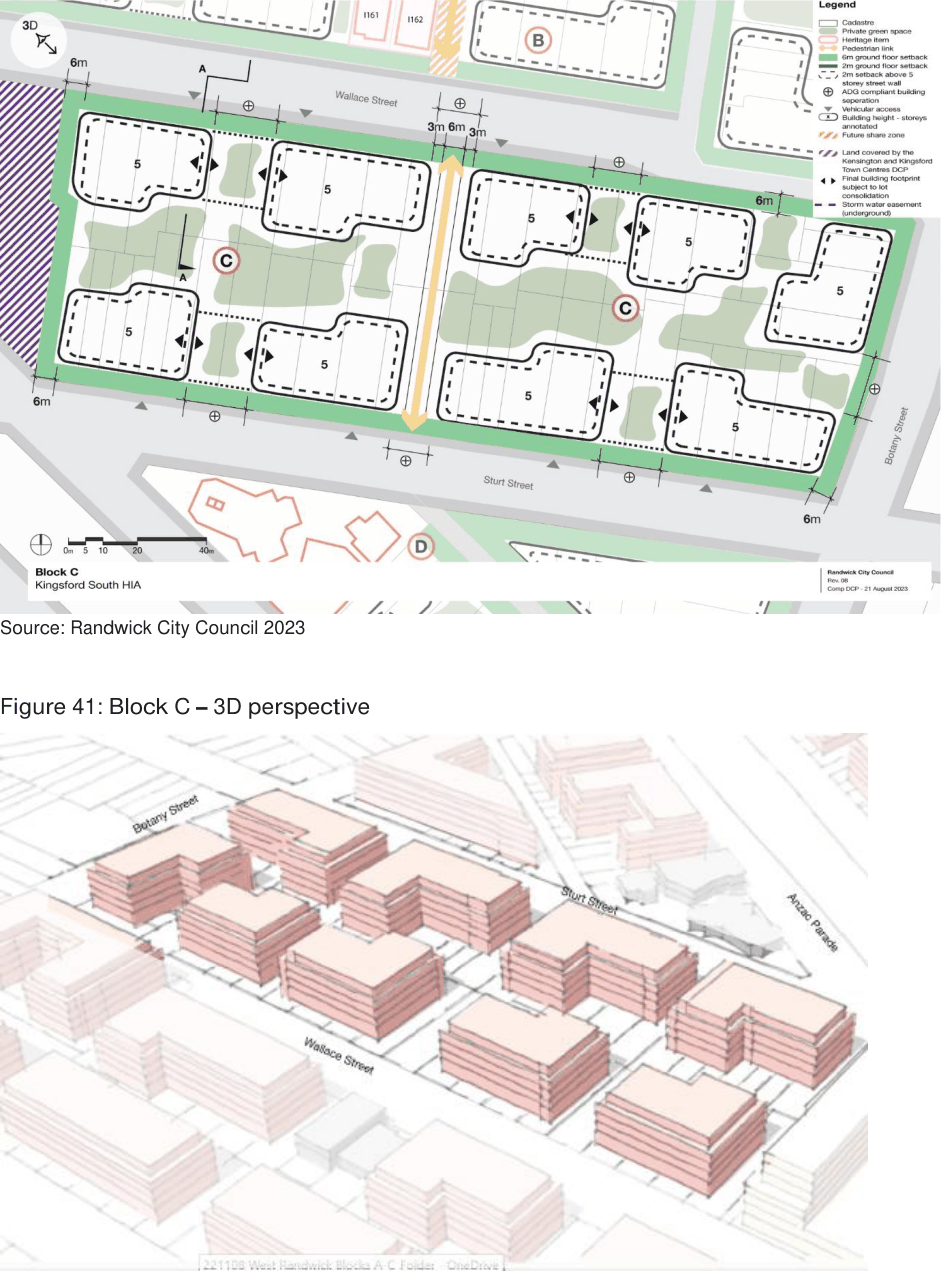 3D
I161
I162
B
6m
A
Wallace Street
3m 6m 3m
5
5
5
5
6m
5
A
C
C
5
5
5
5
6m
6m
Botany Street
Sturt Street
D
0m 5 10 20 40m
Block C
Kingsford South HIA
Legend
Cadastre
Private green space
Heritage item
Pedestrian link
6m ground floor setback
2m ground floor setback
2m setback above 5
storey street wall
ADG compliant building
seperation
Vehicular access
x
Building height - storeys
annotated
Future share zone
Land covered by the
Kensington and Kingsford
Town Centres DCP
Final building footprint
subject to lot
consolidation
Storm water easement
(underground)
Randwick City Council
Rev. 08
Comp DCP - 21 August 2023
Source: Randwick City Council 2023
Figure 41: Block C – 3D perspective
Botany Street
Sturt Street
Anzac Parade
Wallace Street
221108 West Randwick Blocks A-C Folder - OneDrive